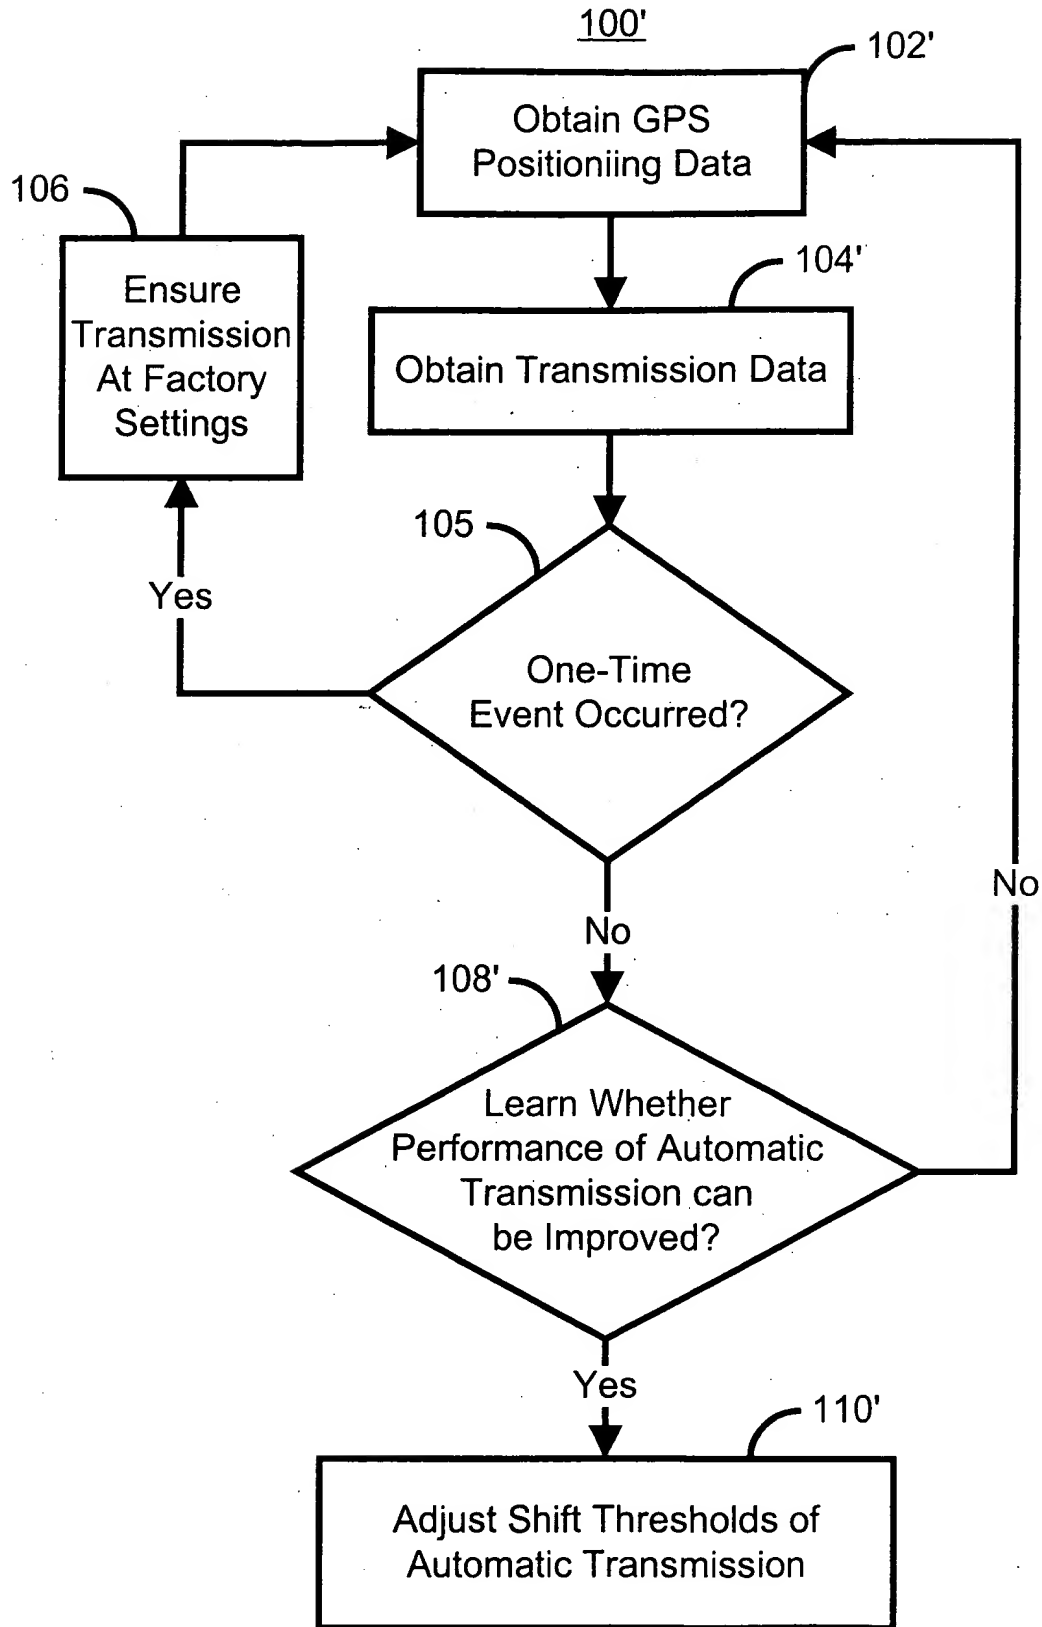 100'
102'
Obtain GPS
Positioniing Data
106
Ensure
Transmission
At Factory
Settings
104'
Obtain Transmission Data
105
Yes
One-Time
Event Occurred?
No
No
108'
Learn Whether
Performance of Automatic
Transmission can
be Improved?
Yes
110'
Adjust Shift Thresholds of
Automatic Transmission